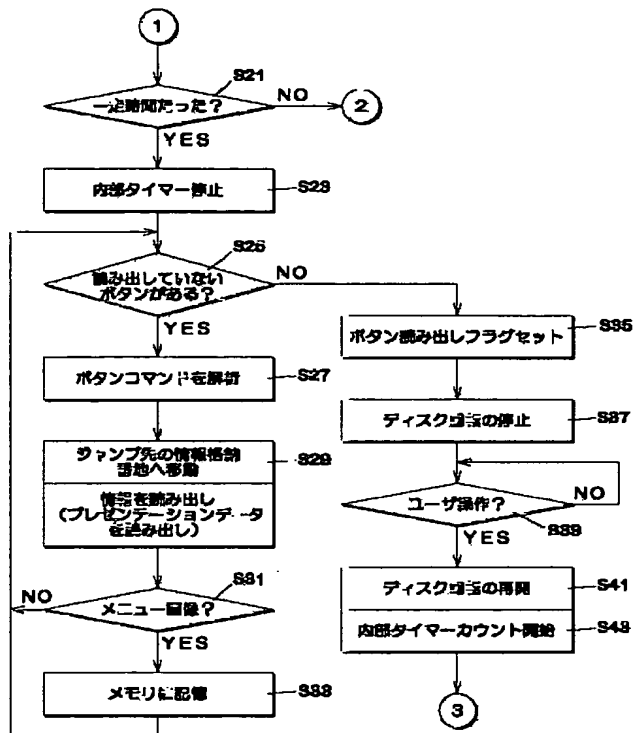 1
S21
一定時間たった？
NO
2
YES
内部タイマー停止
S23
S25
読み出していない
ボタンがある？
NO
YES
S35
ボタン読み出しフラグセット
ボタンコマンドを解析
S27
ディスク回転の停止
S37
ジャンプ先の情報格納
番地へ移動
S29
情報を読み出し
（プレゼンテーションデータ
を読み出し）
ユーザ操作？
NO
S39
YES
S31
NO
メニュー画像？
YES
ディスク回転の再開
S41
内部タイマーカウント開始
S43
メモリに記憶
S33
3